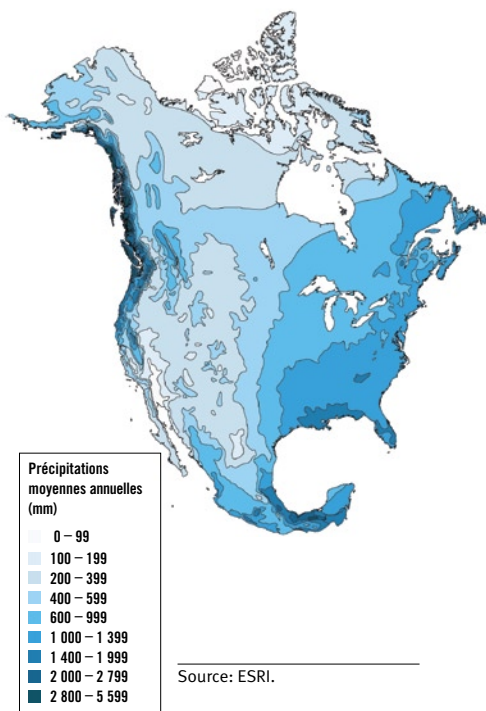 Précipitations
moyennes annuelles
(mm)
0 – 99
100 – 199
200 – 399
400 – 599
600 – 999
1 000 – 1 399
1 400 – 1 999
2 000 – 2 799
2 800 – 5 599
Source: ESRI.